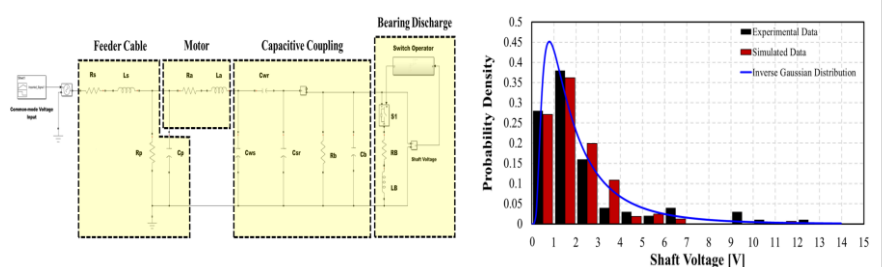 Bearing Discharge
Feeder Cable
Motor
Capacitive Coupling
Switch Operator
Rs
Ls
Ra
La
Cwr
Common-mode Voltage
Input
S1
Rp
Cp
Cws
Csr
Rb
Cb
RB
Shaft Voltage
LB
0.5
0.45
0.4
0.35
0.3
0.25
0.2
0.15
0.1
0.05
0
Probability Density
Experimental Data
Simulated Data
Inverse Gaussian Distribution
0 1 2 3 4 5 6 7 8 9 10 11 12 13 14 15
Shaft Voltage [V]